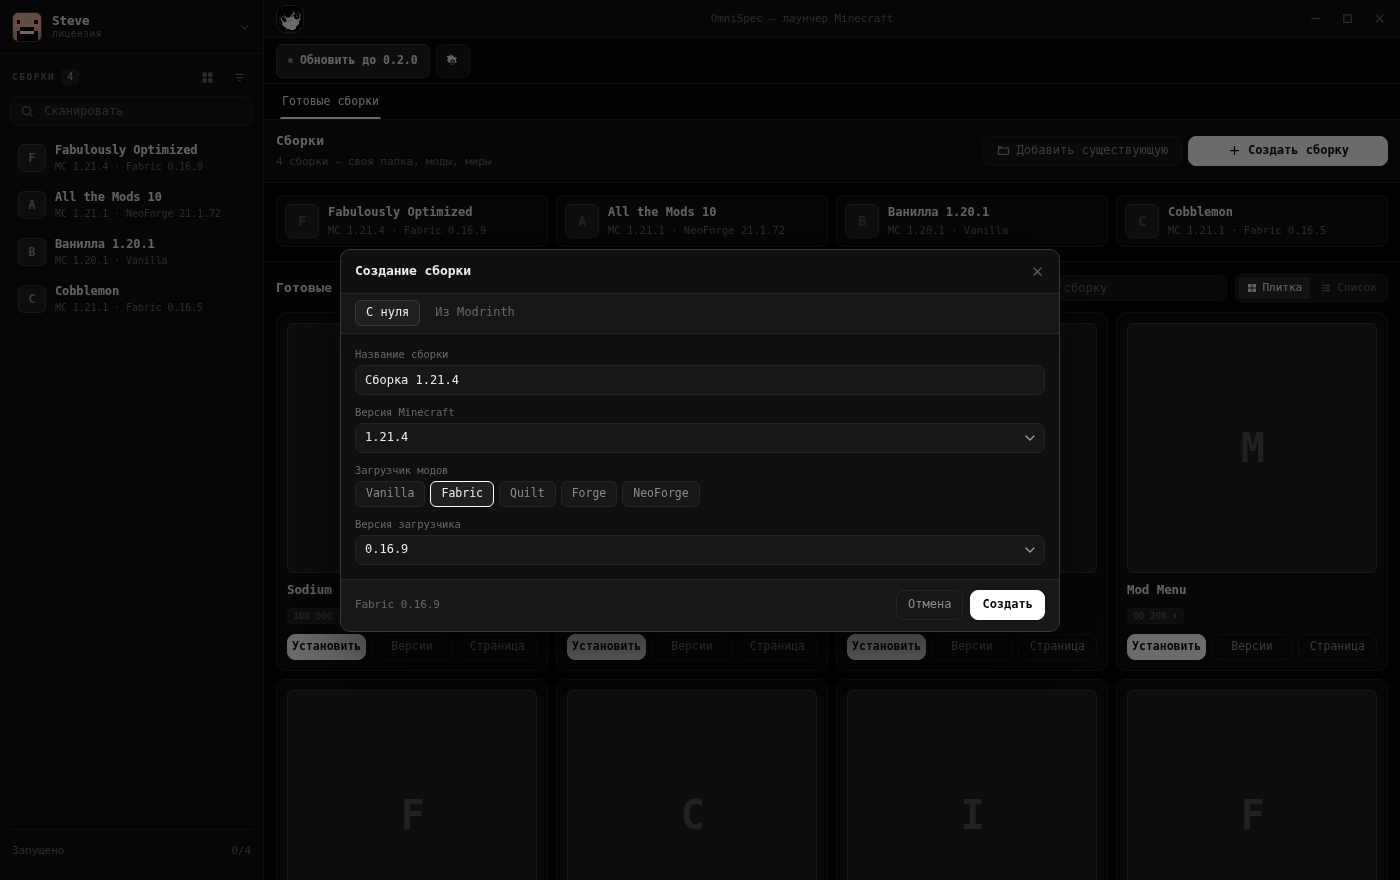 Steve
лицензия
OmniSpec — лаунчер Minecraft
Обновить до 0.2.0
СБОРКИ 4
Сканировать
Fabulously Optimized
MC 1.21.4 · Fabric 0.16.9
All the Mods 10
MC 1.21.1 · NeoForge 21.1.72
Ванилла 1.20.1
MC 1.20.1 · Vanilla
Cobblemon
MC 1.21.1 · Fabric 0.16.5
Запущено 0/4
Готовые сборки
Сборки
4 сборки — своя папка, моды, миры
Добавить существующую
Создать сборку
F
Fabulously Optimized
MC 1.21.4 · Fabric 0.16.9
A
All the Mods 10
MC 1.21.1 · NeoForge 21.1.72
В
Ванилла 1.20.1
MC 1.20.1 · Vanilla
C
Cobblemon
MC 1.21.1 · Fabric 0.16.5
Готовые
сборку
Плитка
Список
Создание сборки
С нуля
Из Modrinth
Название сборки
Сборка 1.21.4
Версия Minecraft
1.21.4
Загрузчик модов
Vanilla
Fabric
Quilt
Forge
NeoForge
Версия загрузчика
0.16.9
Fabric 0.16.9
Отмена
Создать
M
Sodium
100 000
Mod Menu
96 298
Установить Версии Страница
Установить Версии Страница
Установить Версии Страница
Установить Версии Страница
F
C
I
F